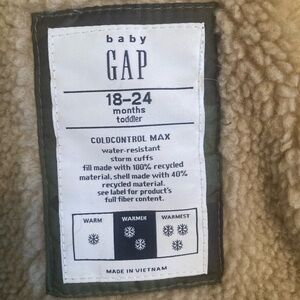 baby
GAP
18-24
months
toddler
COLDCONTROL MAX
water-resistant
storm cuffs
fill made with 100% recycled
material, shell made with 40%
recycled material.
see label for product's
full fiber content.
WARM WARMER WARMEST
MADE IN VIETNAM